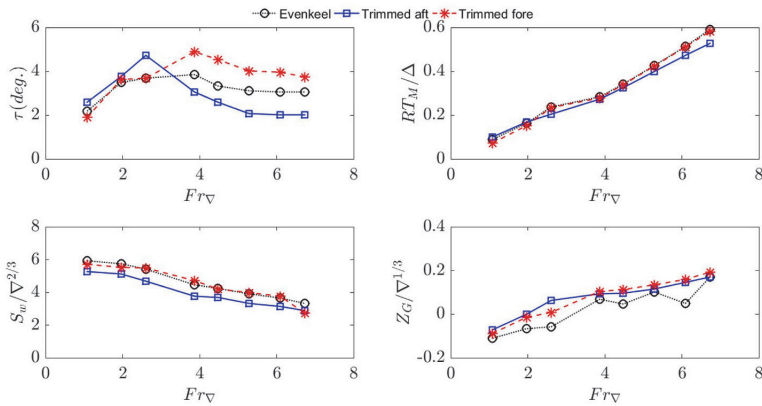 Evenkeel Trimmed aft Trimmed fore
τ(deg.)
6
4
2
0
0 2 4 6 8
Fr∇
RT_M/Δ
0.6
0.4
0.2
0
0 2 4 6 8
Fr∇
S_w/∇^{2/3}
8
6
4
2
0
0 2 4 6 8
Fr∇
Z_G/∇^{1/3}
0.4
0.2
0
-0.2
0 2 4 6 8
Fr∇